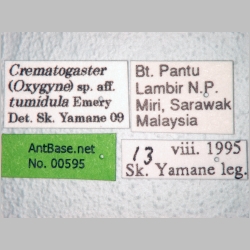 Crematogaster
(Oxygyne) sp. aff.
tumidula Emery
Det. Sk. Yamane 09
Bt. Pantu
Lambir N.P.
Miri, Sarawak
Malaysia
AntBase.net
No. 00595
13 viii. 1995
Sk. Yamane leg.